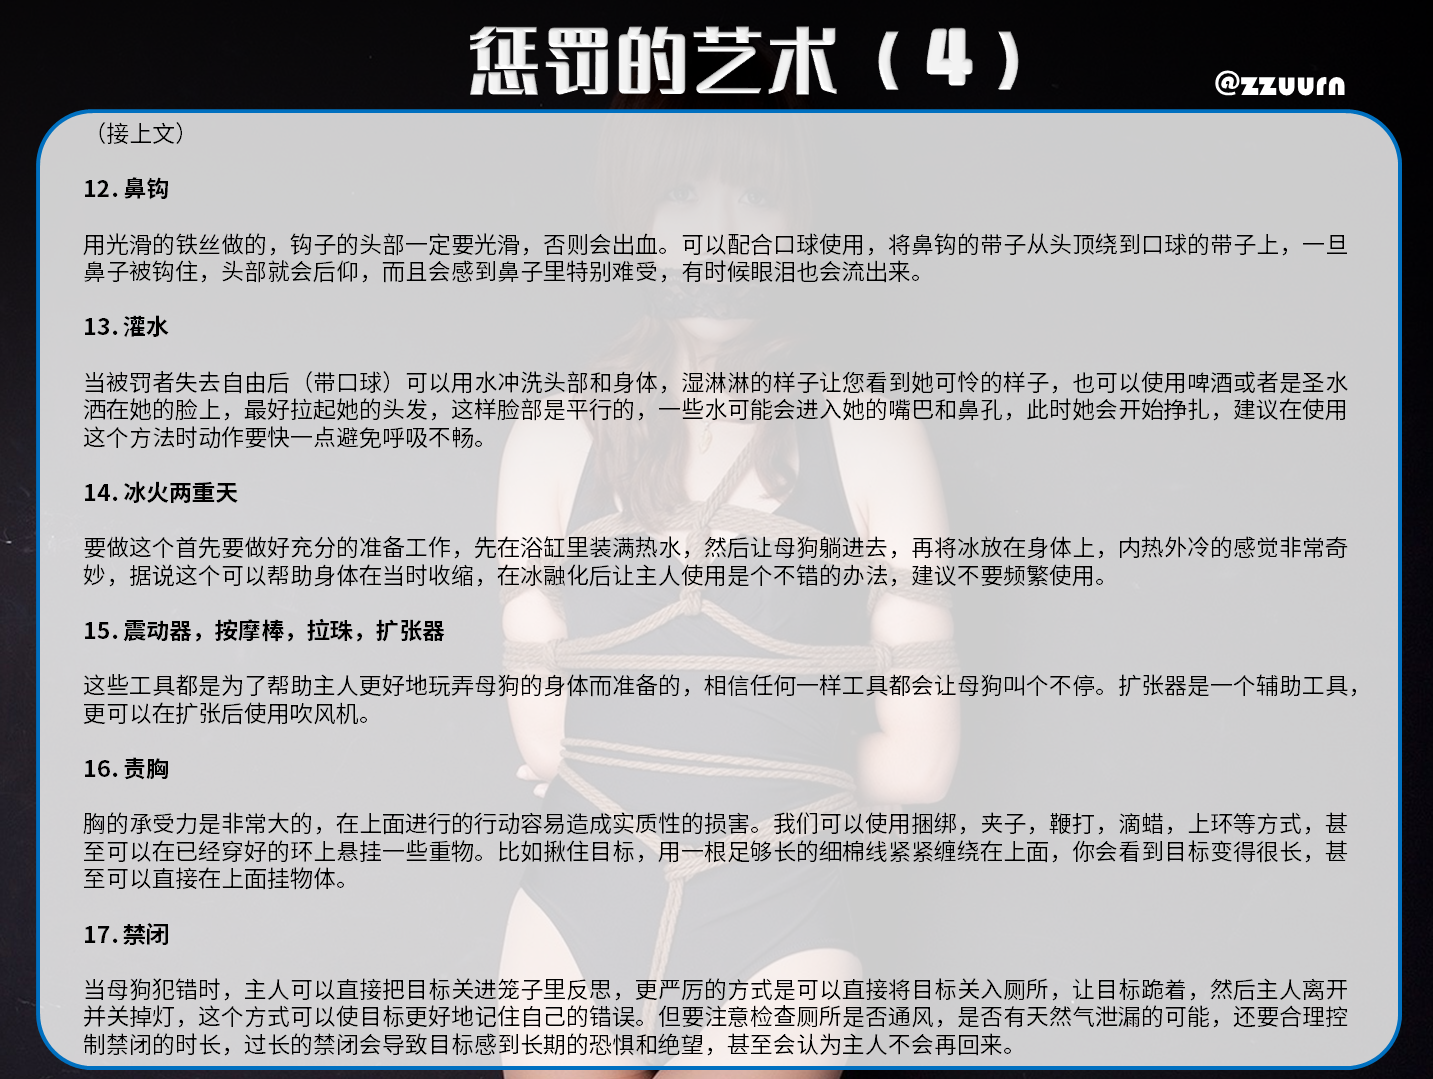 惩罚的艺术（4）
@zzuurn
（接上文）
12. 鼻钩
用光滑的铁丝做的，钩子的头部一定要光滑，否则会出血。可以配合口球使用，将鼻钩的带子从头顶绕到口球的带子上，一旦
鼻子被钩住，头部就会后仰，而且会感到鼻子里特别难受，有时候眼泪也会流出来。
13. 灌水
当被罚者失去自由后（带口球）可以用水冲洗头部和身体，湿淋淋的样子让您看到她可怜的样子，也可以使用啤酒或者是圣水
洒在她的脸上，最好拉起她的头发，这样脸部是平行的，一些水可能会进入她的嘴巴和鼻孔，此时她会开始挣扎，建议在使用
这个方法时动作要快一点避免呼吸不畅。
14. 冰火两重天
要做这个首先要做好充分的准备工作，先在浴缸里装满热水，然后让母狗躺进去，再将冰放在身体上，内热外冷的感觉非常奇
妙，据说这个可以帮助身体在当时收缩，在冰融化后让主人使用是个不错的办法，建议不要频繁使用。
15. 震动器，按摩棒，拉珠，扩张器
这些工具都是为了帮助主人更好地玩弄母狗的身体而准备的，相信任何一样工具都会让母狗叫个不停。扩张器是一个辅助工具，
更可以在扩张后使用吹风机。
16. 责胸
胸的承受力是非常大的，在上面进行的行动容易造成实质性的损害。我们可以使用捆绑，夹子，鞭打，滴蜡，上环等方式，甚
至可以在已经穿好的环上悬挂一些重物。比如揪住目标，用一根足够长的细棉线紧紧缠绕在上面，你会看到目标变得很长，甚
至可以直接在上面挂物体。
17. 禁闭
当母狗犯错时，主人可以直接把目标关进笼子里反思，更严厉的方式是可以直接将目标关入厕所，让目标跪着，然后主人离开
并关掉灯，这个方式可以使目标更好地记住自己的错误。但要注意检查厕所是否通风，是否有天然气泄漏的可能，还要合理控
制禁闭的时长，过长的禁闭会导致目标感到长期的恐惧和绝望，甚至会认为主人不会再回来。